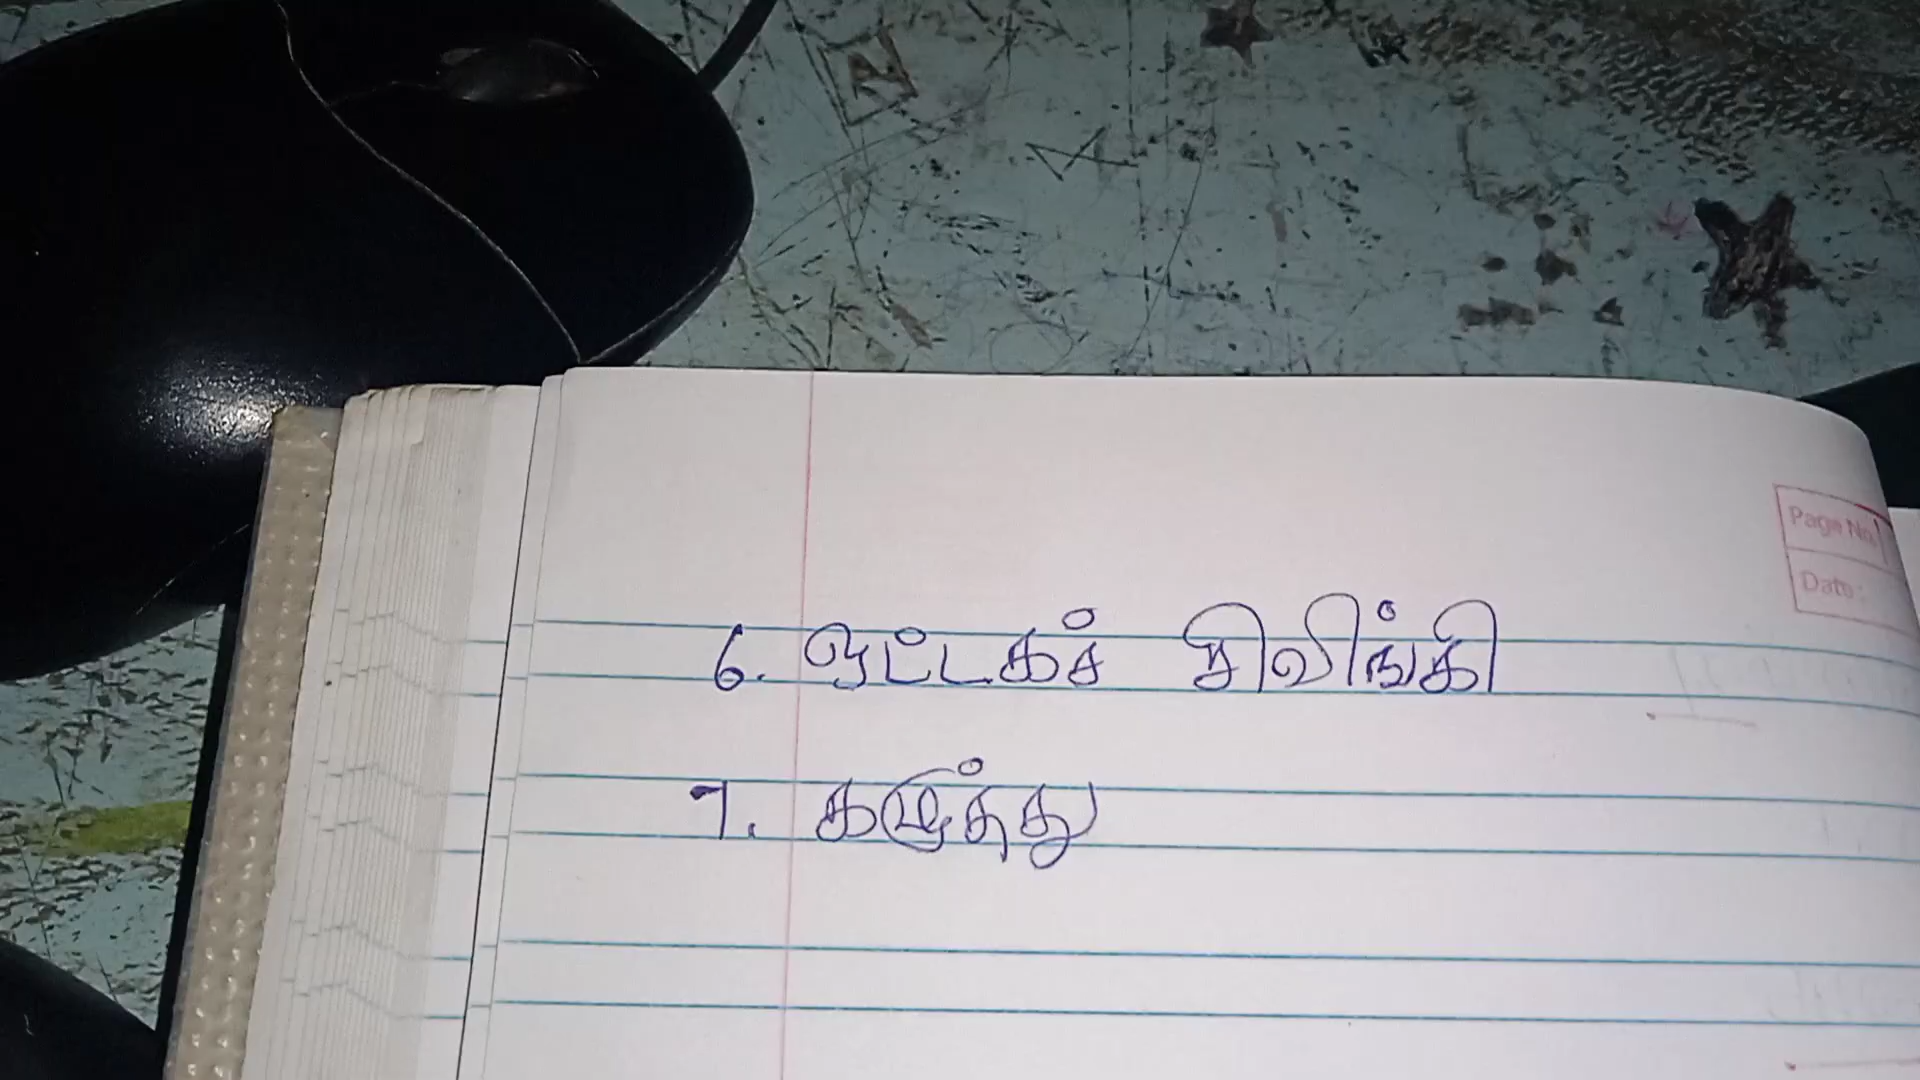 Page No.
Date:
6. ஒட்டகச் சிவிங்கி
7. கழுத்து